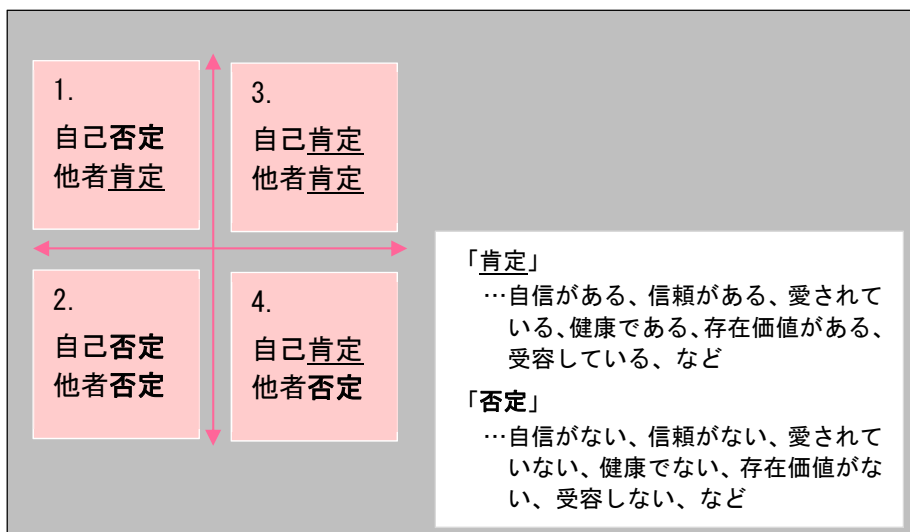 1.
自己否定
他者肯定
3.
自己肯定
他者肯定
2.
自己否定
他者否定
4.
自己肯定
他者否定
「肯定」
…自信がある、信頼がある、愛されて
いる、健康である、存在価値がある、
受容している、など
「否定」
…自信がない、信頼がない、愛されて
いない、健康でない、存在価値がな
い、受容しない、など